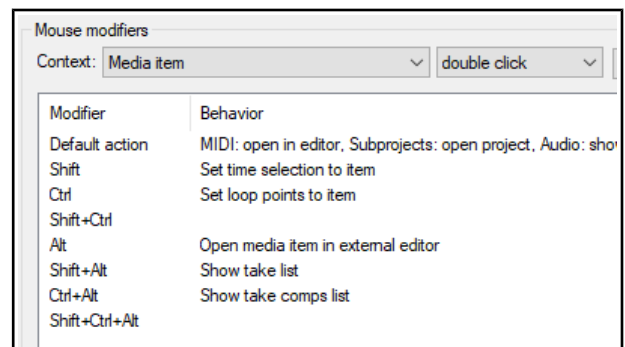 Mouse modifiers
Context: Media item double click
Modifier Behavior
Default action MIDI: open in editor, Subprojects: open project, Audio: show
Shift Set time selection to item
Ctrl Set loop points to item
Shift+Ctrl
Alt Open media item in external editor
Shift+Alt Show take list
Ctrl+Alt Show take comps list
Shift+Ctrl+Alt